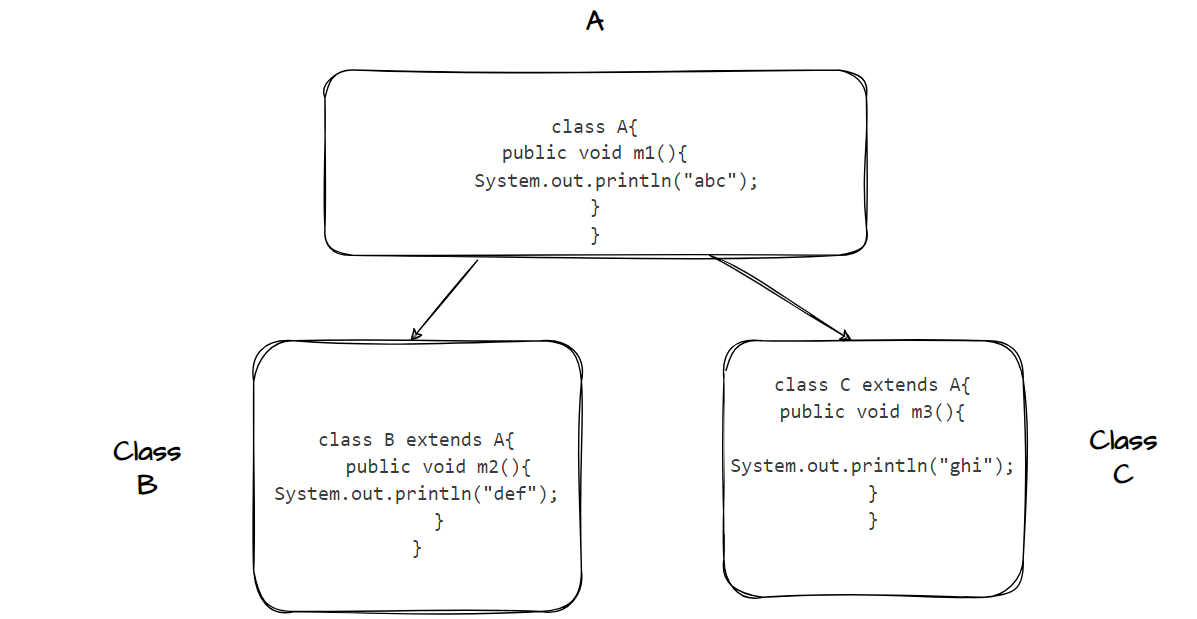 A
class A{
public void m1(){
System.out.println("abc");
}
}
Class
B
class B extends A{
public void m2(){
System.out.println("def");
}
}
class C extends A{
public void m3(){
System.out.println("ghi");
}
}
Class
C